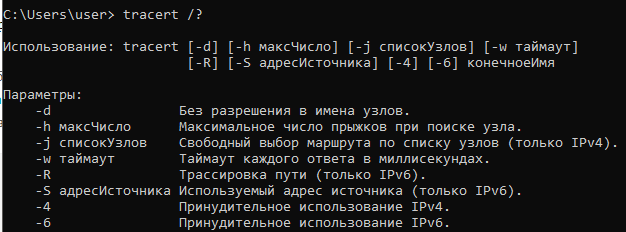 C:\Users\user> tracert /?
Использование: tracert [-d] [-h максЧисло] [-j списокУзлов] [-w таймаут]
[-R] [-S адресИсточника] [-4] [-6] конечноеИмя
Параметры:
-d Без разрешения в имена узлов.
-h максЧисло Максимальное число прыжков при поиске узла.
-j списокУзлов Свободный выбор маршрута по списку узлов (только IPv4).
-w таймаут Таймаут каждого ответа в миллисекундах.
-R Трассировка пути (только IPv6).
-S адресИсточника Используемый адрес источника (только IPv6).
-4 Принудительное использование IPv4.
-6 Принудительное использование IPv6.